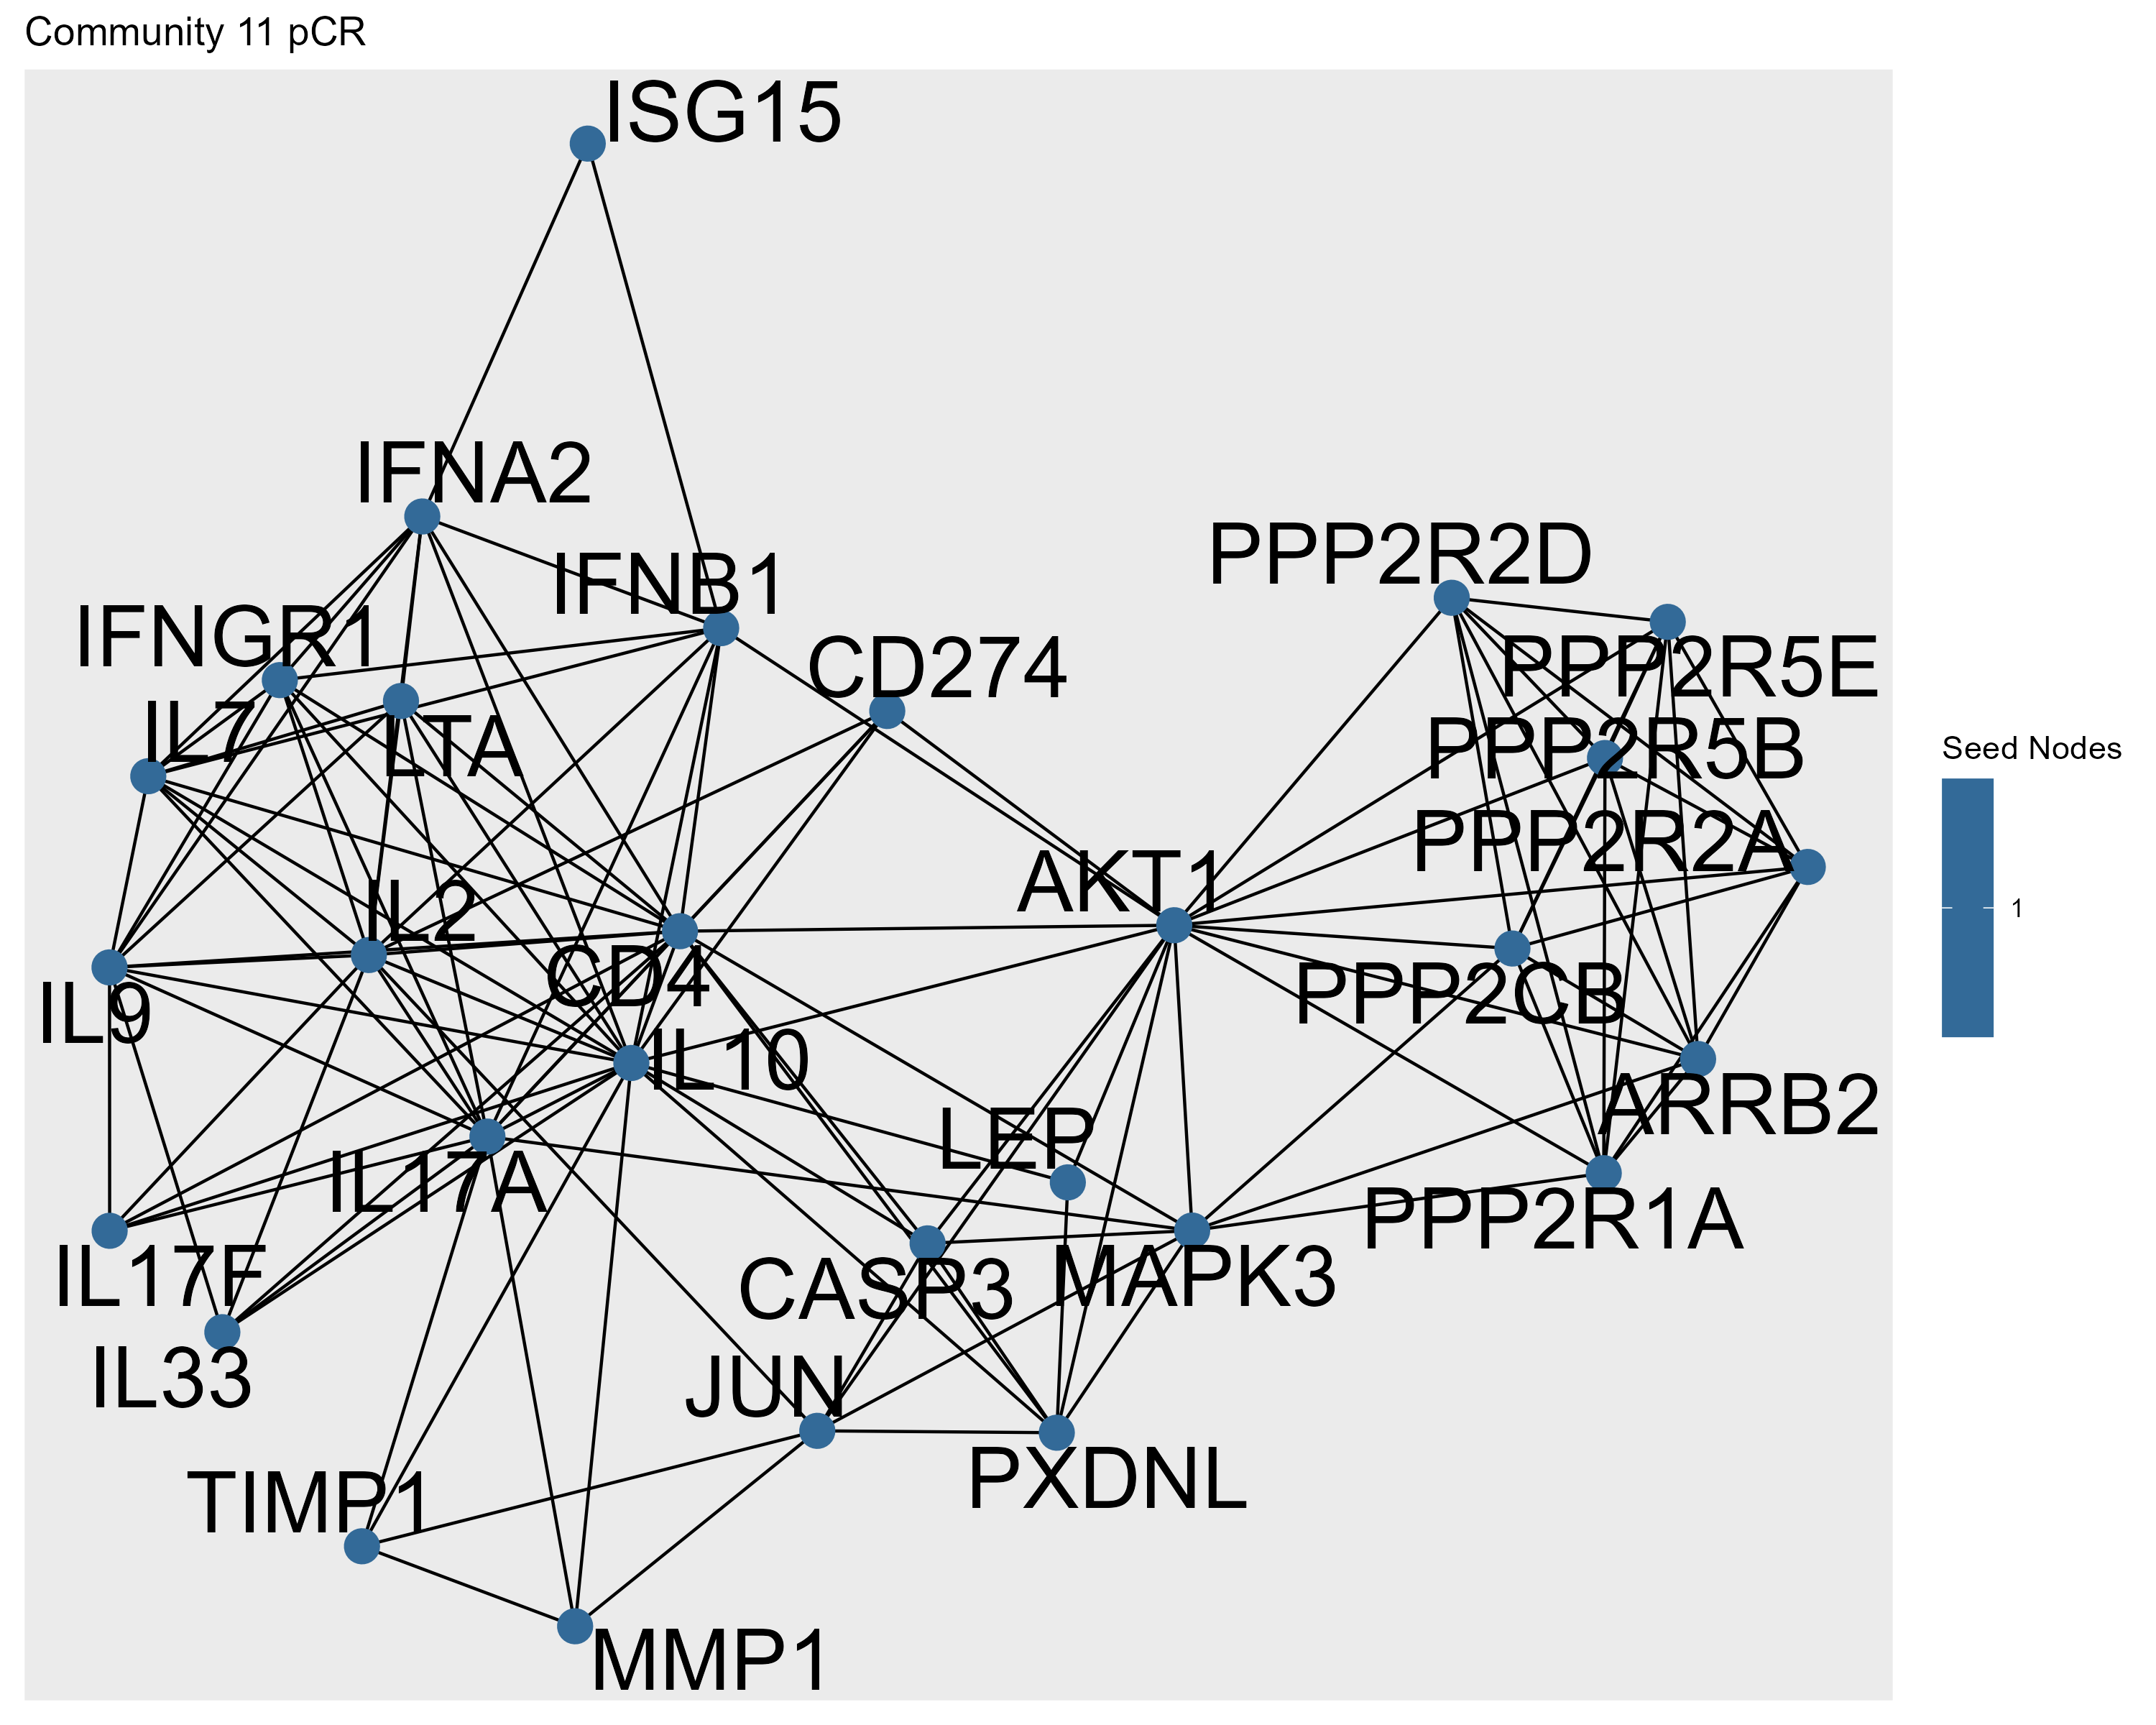 Community 11 pCR
ISG15
IFNA2
PPP2R2D
IFNB1
IFNGR1
CD274
PPP2R5E
IL7
LTA
PPP2R5B
Seed Nodes
PPP2R2A
AKT1
IL2
1
CD4
PPP2CB
IL9
IL10
ARRB2
LEP
IL17A
PPP2R1A
IL17F
CASP3
MAPK3
IL33
JUN
PXDNL
TIMP1
MMP1